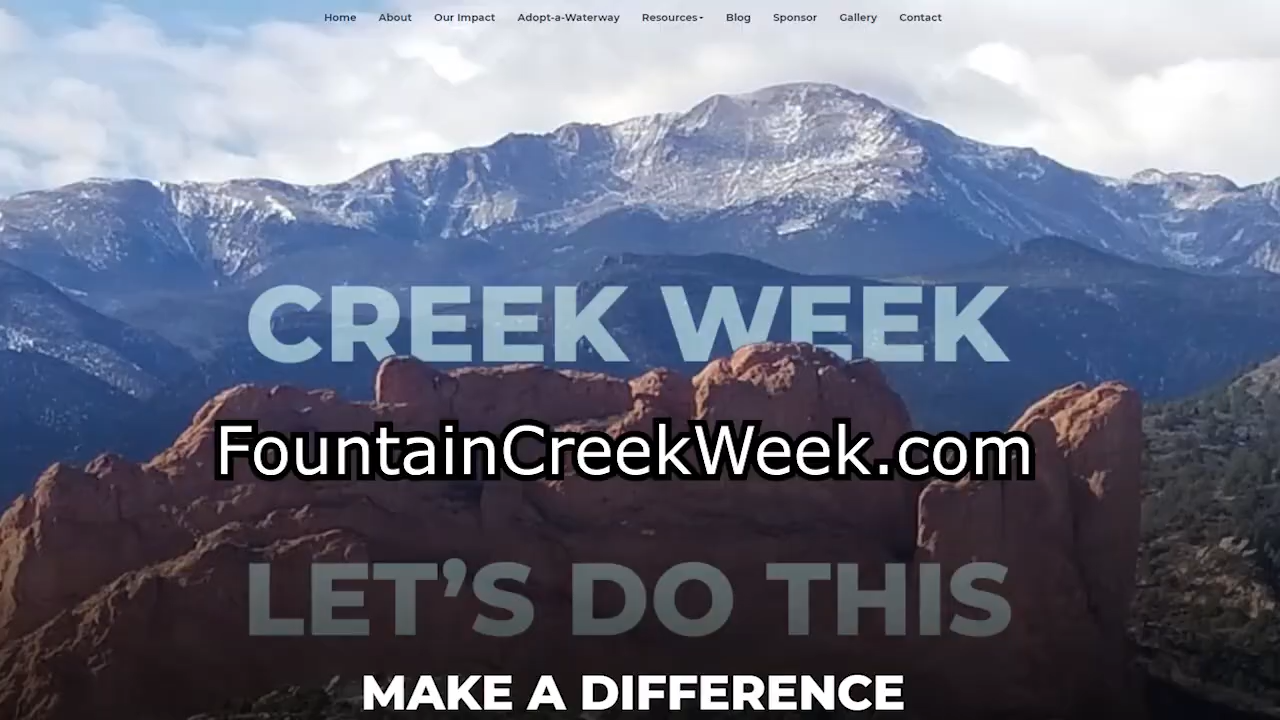 Home About Our Impact Adopt-a-Waterway Resources Blog Sponsor Gallery Contact
CREEK WEEK
FountainCreekWeek.com
LET'S DO THIS
MAKE A DIFFERENCE